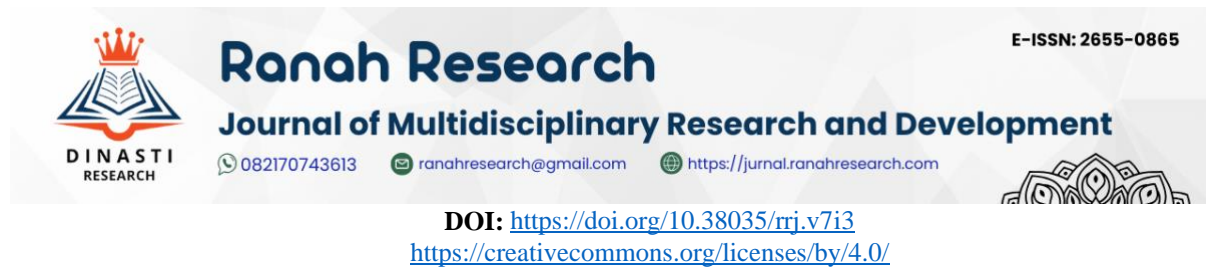 E-ISSN: 2655-0865
Ranah Research
Journal of Multidisciplinary Research and Development
DINASTI
RESEARCH
082170743613 ranahresearch@gmail.com https://jurnal.ranahresearch.com
DOI: https://doi.org/10.38035/rrj.v7i3
https://creativecommons.org/licenses/by/4.0/